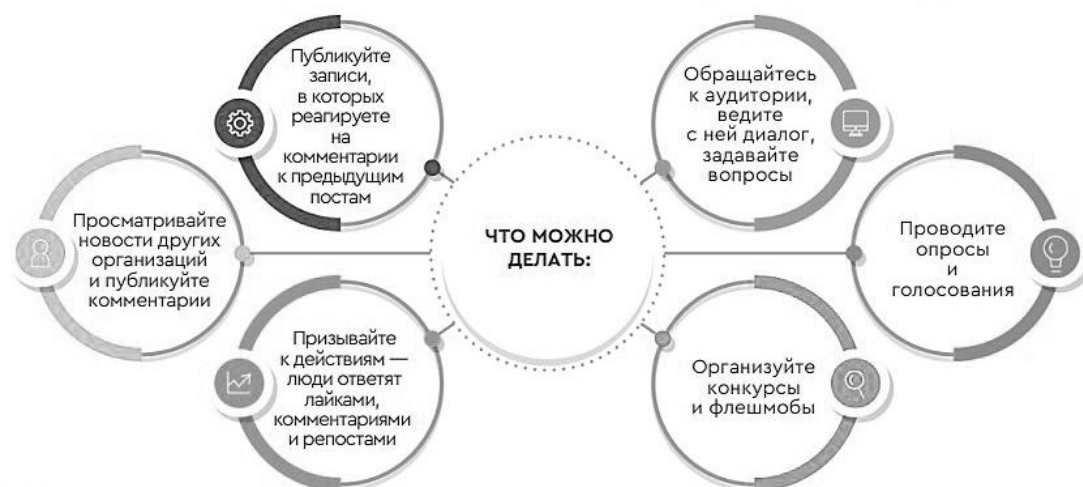 Публикуйте
записи,
в которых
реагируете
на
комментарии
к предыдущим
постам
Обращайтесь
к аудитории,
ведите
с ней диалог,
задавайте
вопросы
Просматривайте
новости других
организаций
и публикуйте
комментарии
ЧТО МОЖНО
ДЕЛАТЬ:
Проводите
опросы
и
голосования
Призывайте
к действиям —
люди ответят
лайками,
комментариями
и репостами
Организуйте
конкурсы
и флешмобы